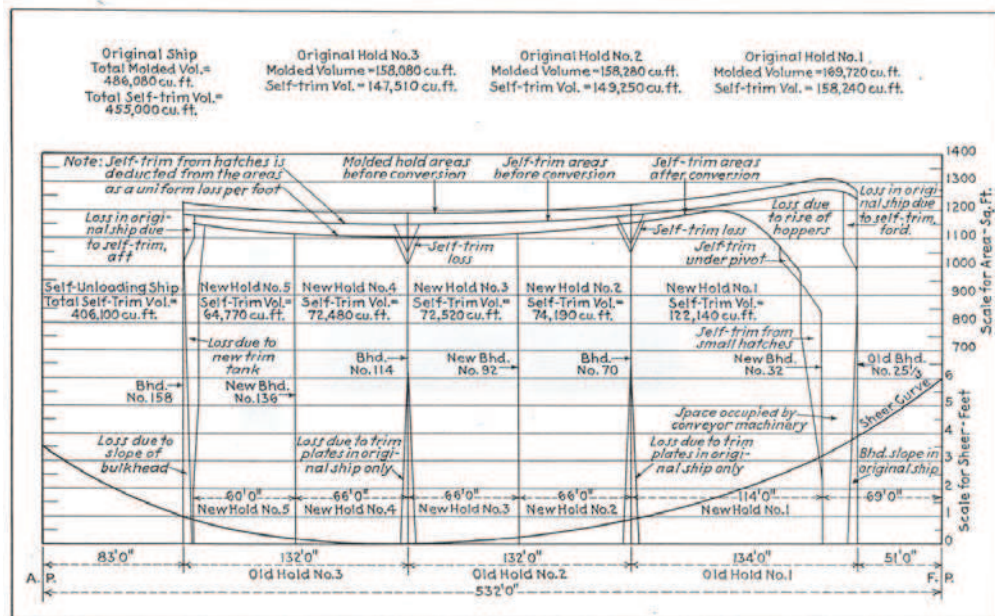 Original Ship
Total Molded Vol.=
486,080 cu.ft.
Total Self-trim Vol.=
455,000 cu.ft.
Original Hold No.3
Molded Volume = 158,080 cu.ft.
Self-trim Vol. = 147,510 cu.ft.
Original Hold No.2
Molded Volume = 158,280 cu.ft.
Self-trim Vol. = 149,250 cu.ft.
Original Hold No.1
Molded Volume = 169,720 cu.ft.
Self-trim Vol. = 158,240 cu.ft.
Note: Self-trim from hatches is
deducted from the areas
as a uniform loss per foot
Molded hold areas
before conversion
Self-trim areas
before conversion
Self-trim areas
after conversion
Loss in origi-
nal ship due
to self-trim,
aft
Self-trim
loss
Self-trim loss
Self-trim
under pivot
Loss due
to rise of
hoppers
Loss in origi-
nal ship due
to self-trim,
ford.
Self-Unloading Ship
Total Self-Trim Vol.=
406,100 cu.ft.
New Hold No.5
Self-Trim Vol.=
64,770 cu.ft.
New Hold No.4
Self-Trim Vol.=
72,480 cu.ft.
New Hold No.3
Self-Trim Vol.=
72,520 cu.ft.
New Hold No.2
Self-Trim Vol.=
74,190 cu.ft.
New Hold No.1
Self-Trim Vol.=
122,140 cu.ft.
Loss due to
new trim
tank
Self-trim from
small hatches
Bhd.
No.158
New Bhd.
No.136
Bhd.
No.114
New Bhd.
No.92
Bhd.
No.70
New Bhd.
No.32
Old Bhd.
No.25⅓
Sheer Curve
Space occupied by
conveyor machinery
Loss due to
slope of
bulkhead
Loss due to trim
plates in origi-
nal ship only
Loss due to trim
plates in origi-
nal ship only
Bhd. slope in
original ship
60'0" 66'0" 66'0" 66'0" 114'0" 69'0"
New Hold No.5 New Hold No.4 New Hold No.3 New Hold No.2 New Hold No.1
83'0" 132'0" 132'0" 134'0" 51'0"
A. P. Old Hold No.3 Old Hold No.2 Old Hold No.1 F. P.
532'0"
1400
1300
1200
1100
1000
900
800
700
6
5
4
3
2
1
0
Scale for Area - Sq. Ft.
Scale for Sheer - Feet